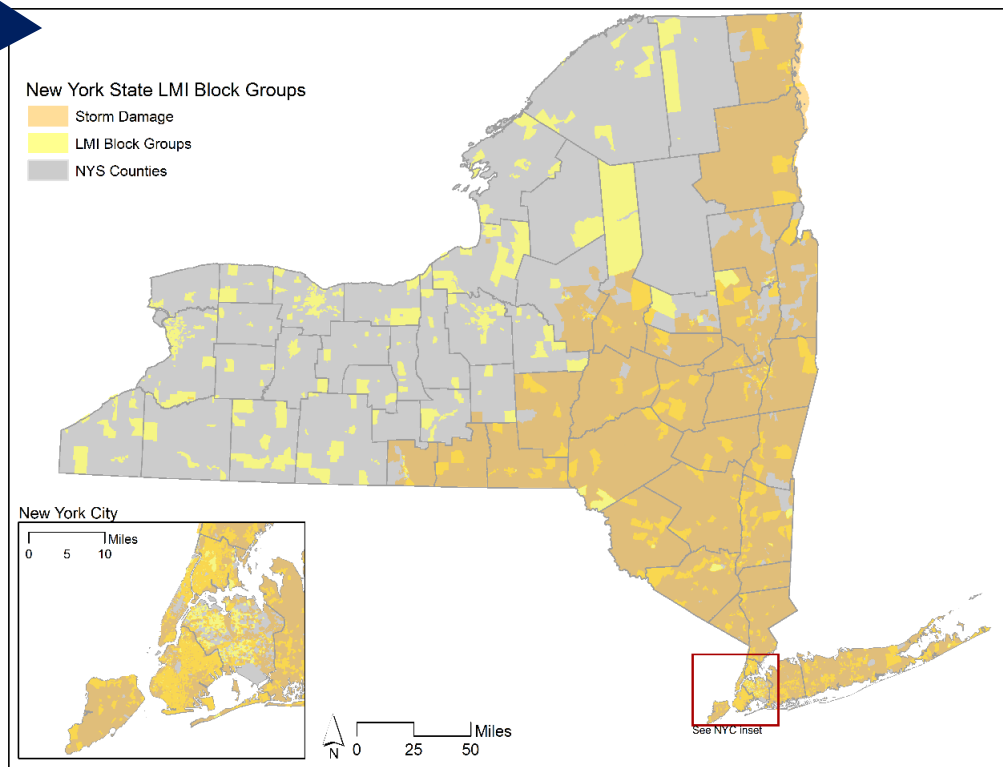 New York State LMI Block Groups
Storm Damage
LMI Block Groups
NYS Counties
New York City
Miles
0 5 10
See NYC inset
N
Miles
0 25 50